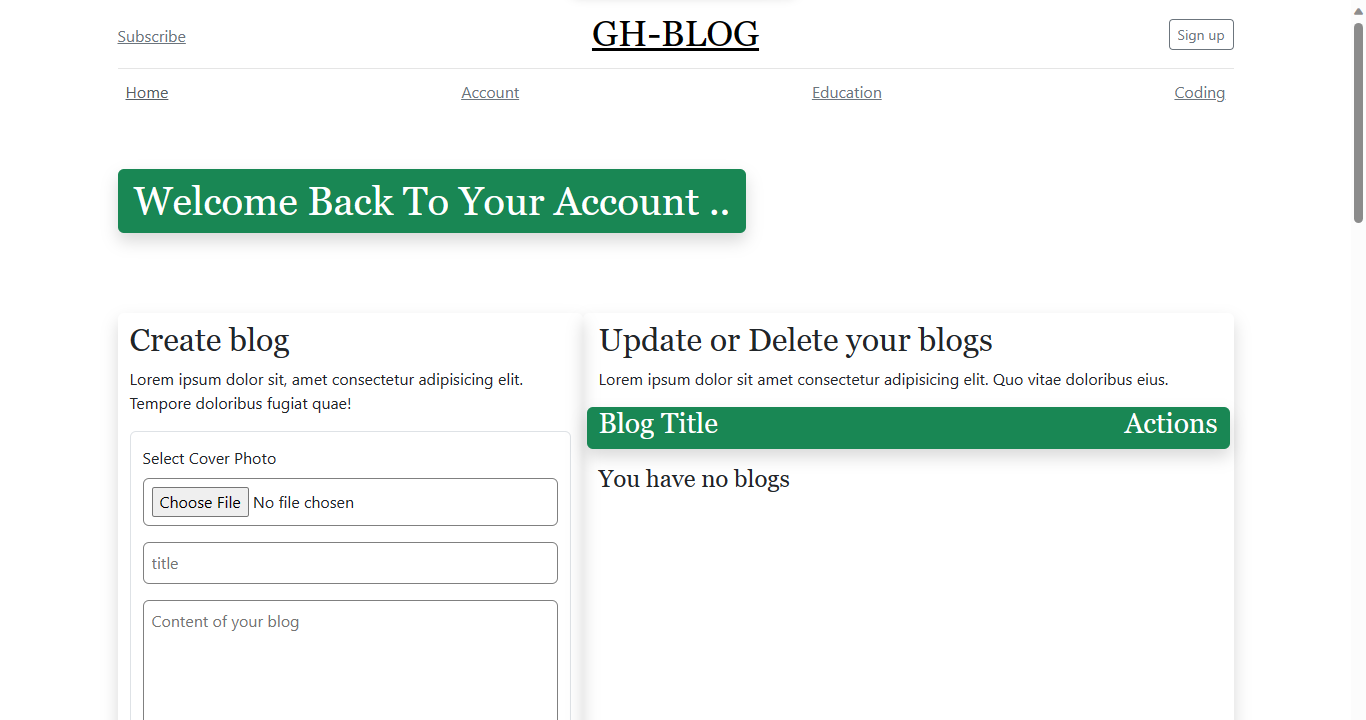 Subscribe
GH-BLOG
Sign up
Home
Account
Education
Coding
Welcome Back To Your Account ..
Create blog
Lorem ipsum dolor sit, amet consectetur adipisicing elit.
Tempore doloribus fugiat quae!
Select Cover Photo
Choose File No file chosen
title
Content of your blog
Update or Delete your blogs
Lorem ipsum dolor sit amet consectetur adipisicing elit. Quo vitae doloribus eius.
Blog Title
Actions
You have no blogs